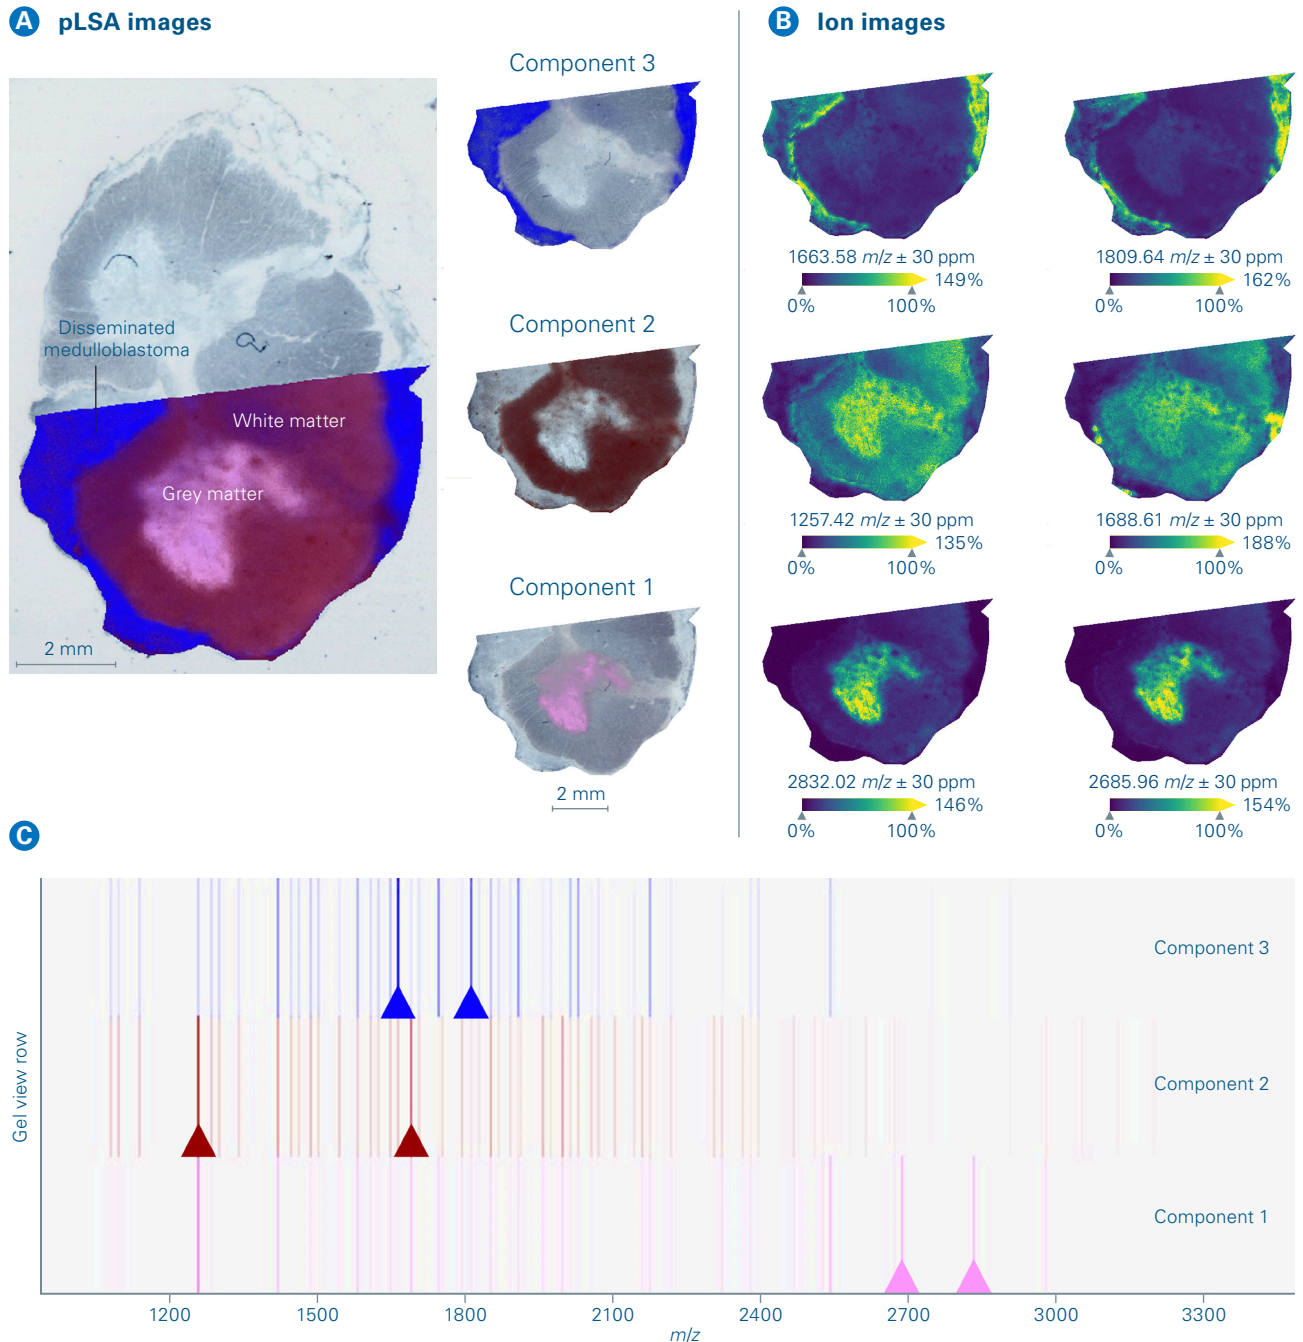 A pLSA images
B Ion images
Component 3
Disseminated
medulloblastoma
White matter
Grey matter
2 mm
Component 2
Component 1
2 mm
1663.58 m/z ± 30 ppm
149%
0% 100%
1809.64 m/z ± 30 ppm
162%
0% 100%
1257.42 m/z ± 30 ppm
135%
0% 100%
1688.61 m/z ± 30 ppm
188%
0% 100%
2832.02 m/z ± 30 ppm
146%
0% 100%
2685.96 m/z ± 30 ppm
154%
0% 100%
C
Gel view row
Component 3
Component 2
Component 1
1200 1500 1800 2100 2400 2700 3000 3300
m/z